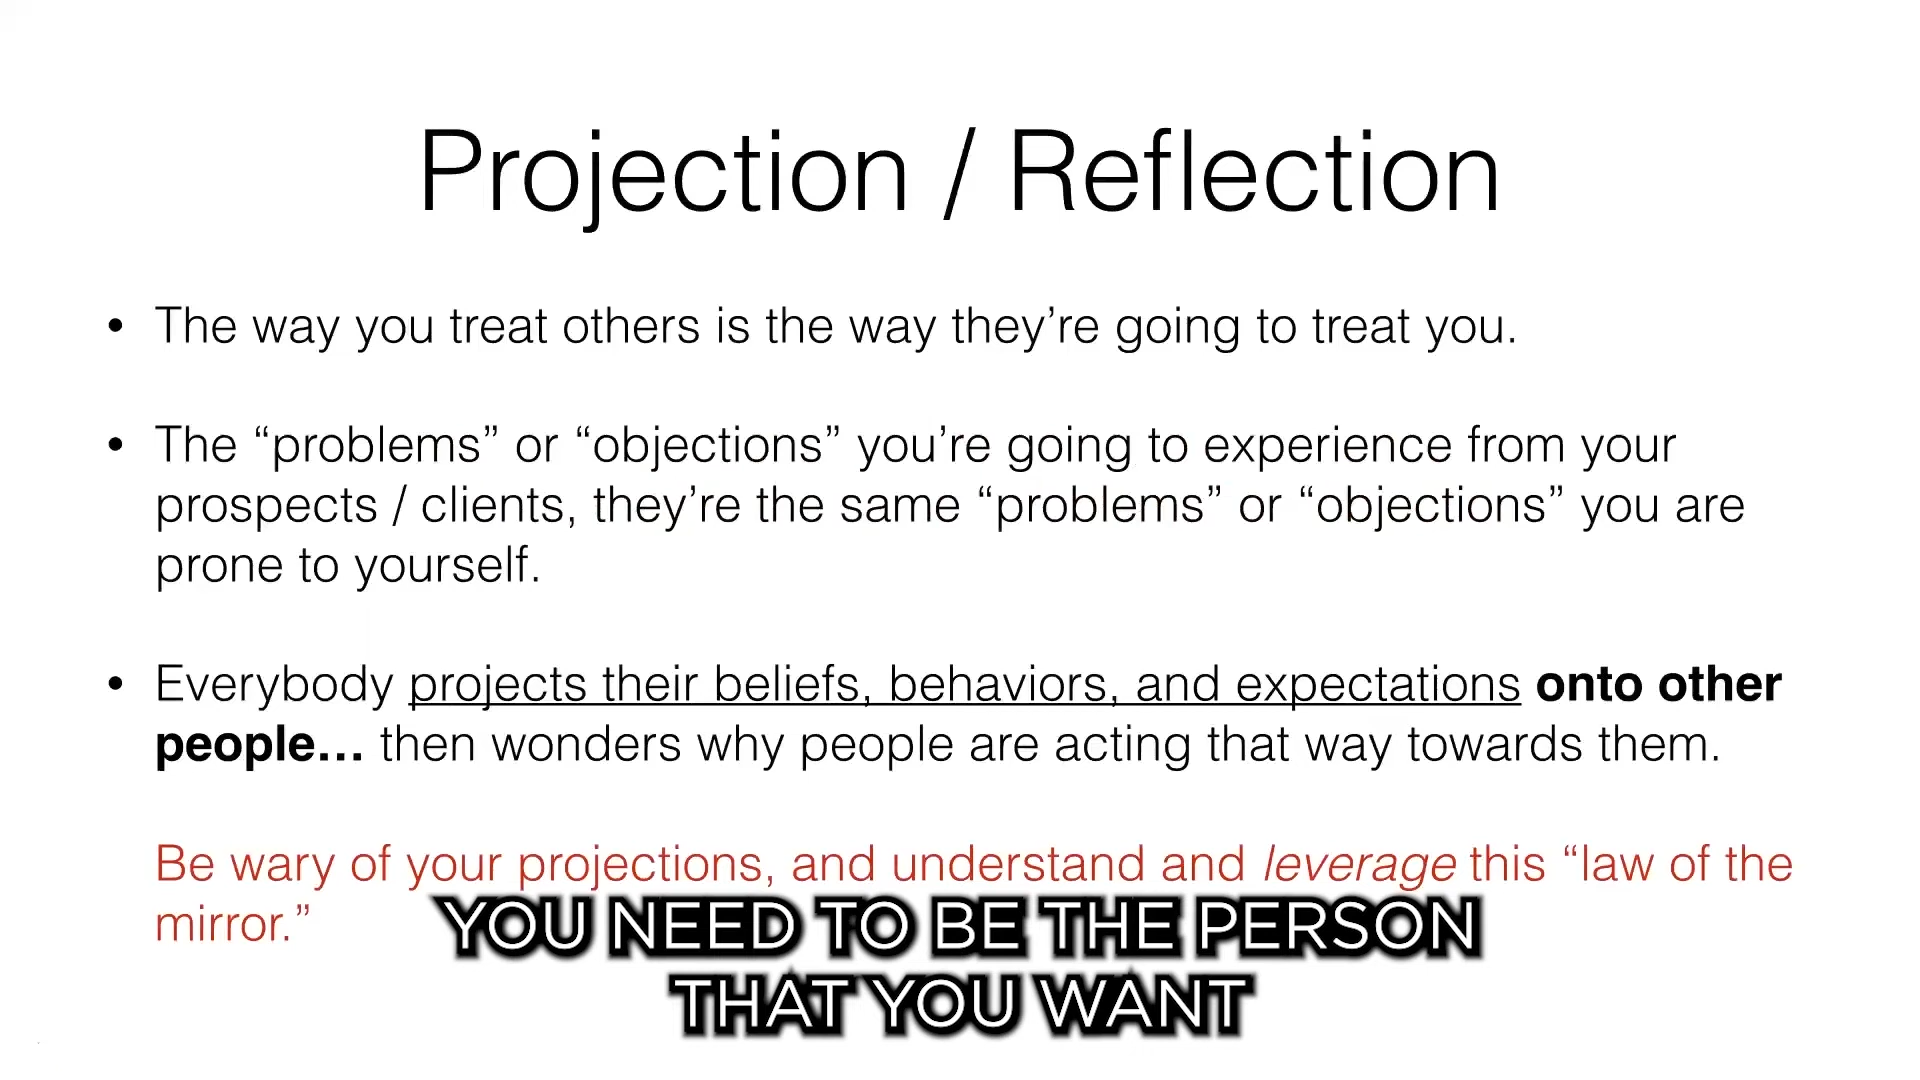 Projection / Reflection
• The way you treat others is the way they’re going to treat you.
• The “problems” or “objections” you’re going to experience from your
prospects / clients, they’re the same “problems” or “objections” you are
prone to yourself.
• Everybody projects their beliefs, behaviors, and expectations onto other
people… then wonders why people are acting that way towards them.
Be wary of your projections, and understand and leverage this “law of the
mirror.”
YOU NEED TO BE THE PERSON
THAT YOU WANT